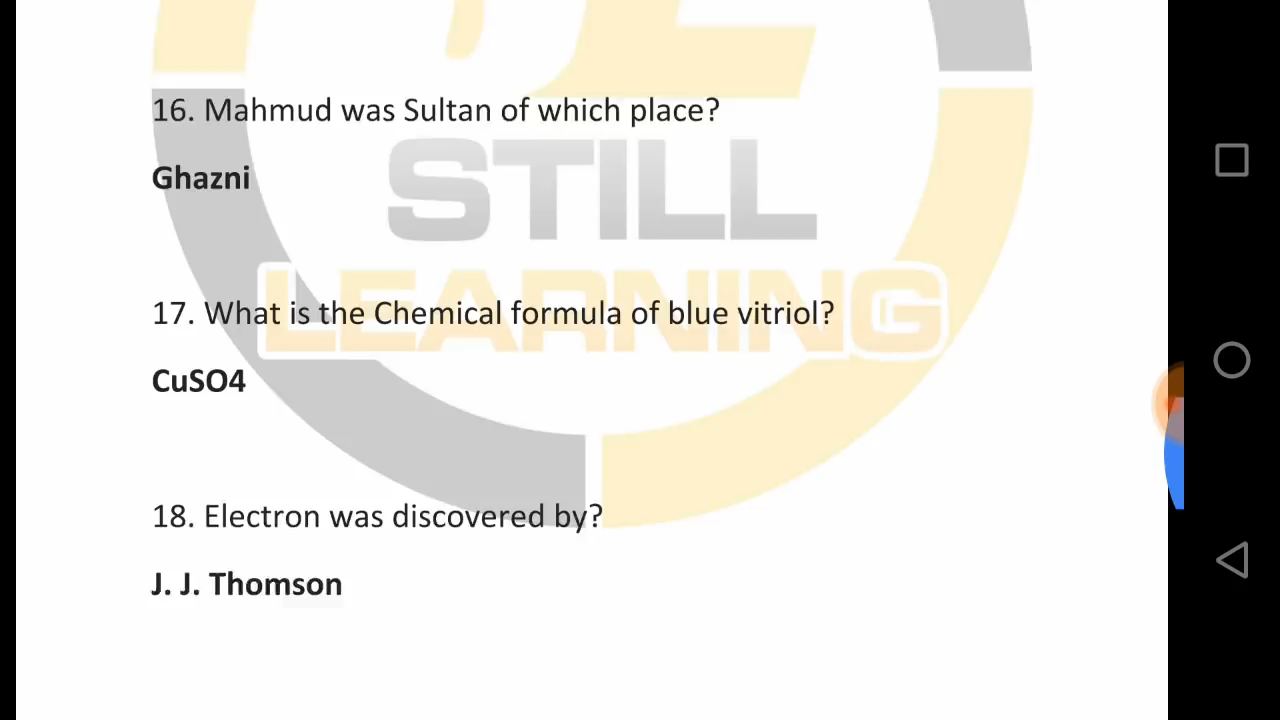 16. Mahmud was Sultan of which place?
Ghazni
STILL
LEARNING
17. What is the Chemical formula of blue vitriol?
CuSO4
18. Electron was discovered by?
J. J. Thomson